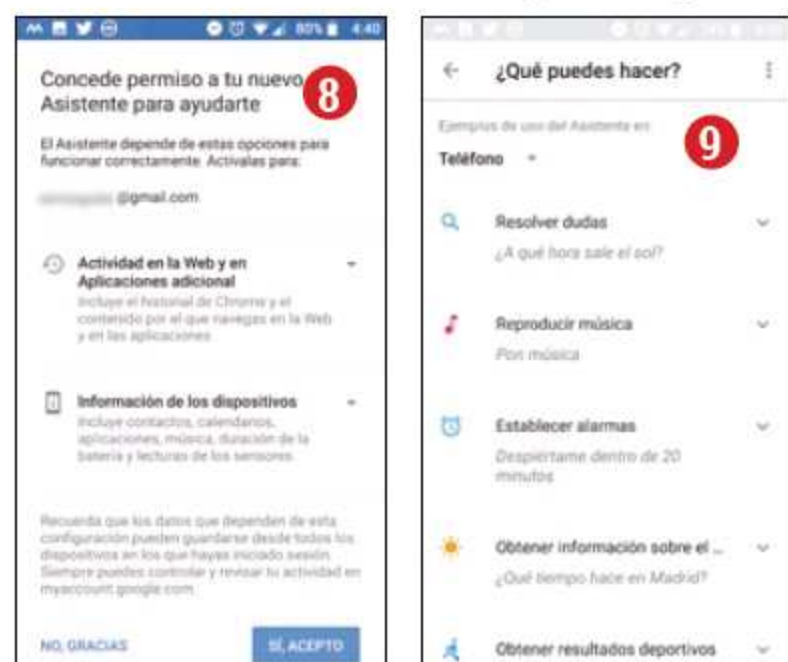 80% 4:40
8
Concede permiso a tu nuevo
Asistente para ayudarte
El Asistente depende de estas opciones para
funcionar correctamente. Actívalas para:
@gmail.com
Actividad en la Web y en
Aplicaciones adicional
Incluye el historial de Chrome y el
contenido por el que navegas en la Web
y en las aplicaciones
Información de los dispositivos
Incluye contactos, calendarios,
aplicaciones, música, duración de la
batería y lecturas de los sensores
Recuerda que los datos que dependen de esta
configuración pueden guardarse desde todos los
dispositivos en los que hayas iniciado sesión.
Siempre puedes controlar y revisar tu actividad en
myaccount.google.com
NO, GRACIAS
SÍ, ACEPTO
¿Qué puedes hacer?
9
Ejemplos de uso del Asistente en
Teléfono
Resolver dudas
¿A qué hora sale el sol?
Reproducir música
Pon música
Establecer alarmas
Despiértame dentro de 20
minutos
Obtener información sobre el ...
¿Qué tiempo hace en Madrid?
Obtener resultados deportivos